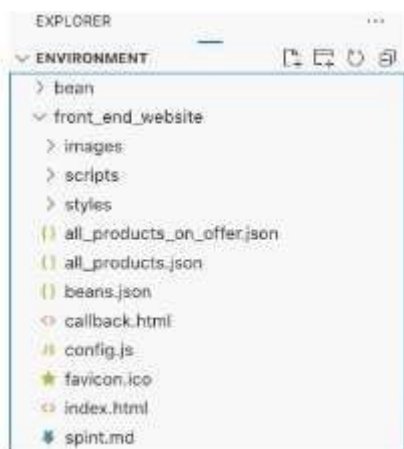 EXPLORER ...
ENVIRONMENT
bean
front_end_website
images
scripts
styles
{} all_products_on_offer.json
{} all_products.json
{} beans.json
<> callback.html
JS config.js
favicon.ico
<> index.html
spint.md